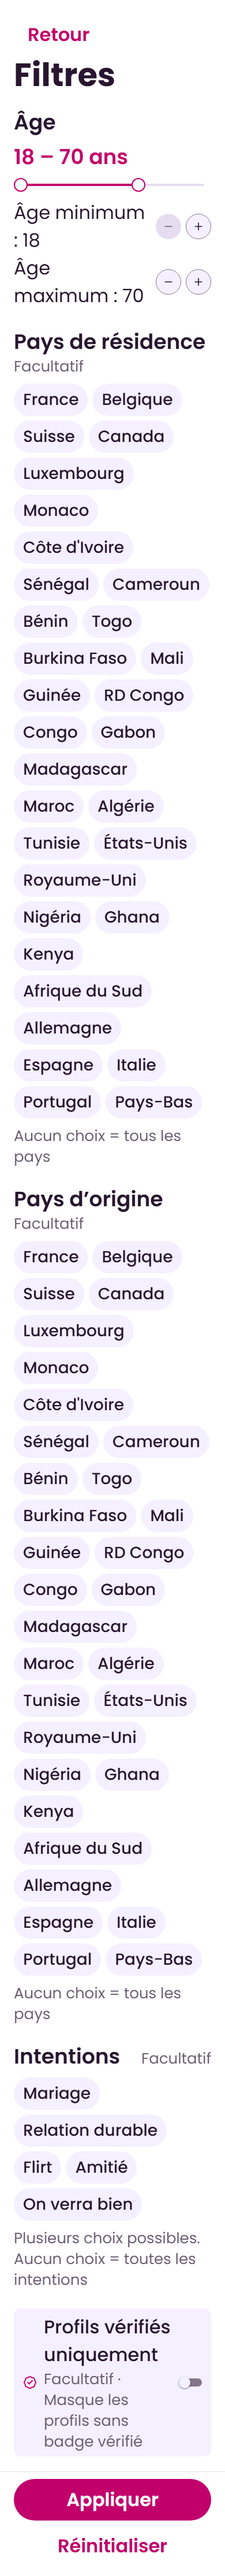 Retour
Filtres
Âge
18 – 70 ans
Âge minimum
: 18
− +
Âge
maximum : 70
− +
Pays de résidence
Facultatif
France Belgique
Suisse Canada
Luxembourg
Monaco
Côte d'Ivoire
Sénégal Cameroun
Bénin Togo
Burkina Faso Mali
Guinée RD Congo
Congo Gabon
Madagascar
Maroc Algérie
Tunisie États-Unis
Royaume-Uni
Nigéria Ghana
Kenya
Afrique du Sud
Allemagne
Espagne Italie
Portugal Pays-Bas
Aucun choix = tous les
pays
Pays d’origine
Facultatif
France Belgique
Suisse Canada
Luxembourg
Monaco
Côte d'Ivoire
Sénégal Cameroun
Bénin Togo
Burkina Faso Mali
Guinée RD Congo
Congo Gabon
Madagascar
Maroc Algérie
Tunisie États-Unis
Royaume-Uni
Nigéria Ghana
Kenya
Afrique du Sud
Allemagne
Espagne Italie
Portugal Pays-Bas
Aucun choix = tous les
pays
Intentions Facultatif
Mariage
Relation durable
Flirt Amitié
On verra bien
Plusieurs choix possibles.
Aucun choix = toutes les
intentions
Profils vérifiés
uniquement
Facultatif ·
Masque les
profils sans
badge vérifié
Appliquer
Réinitialiser